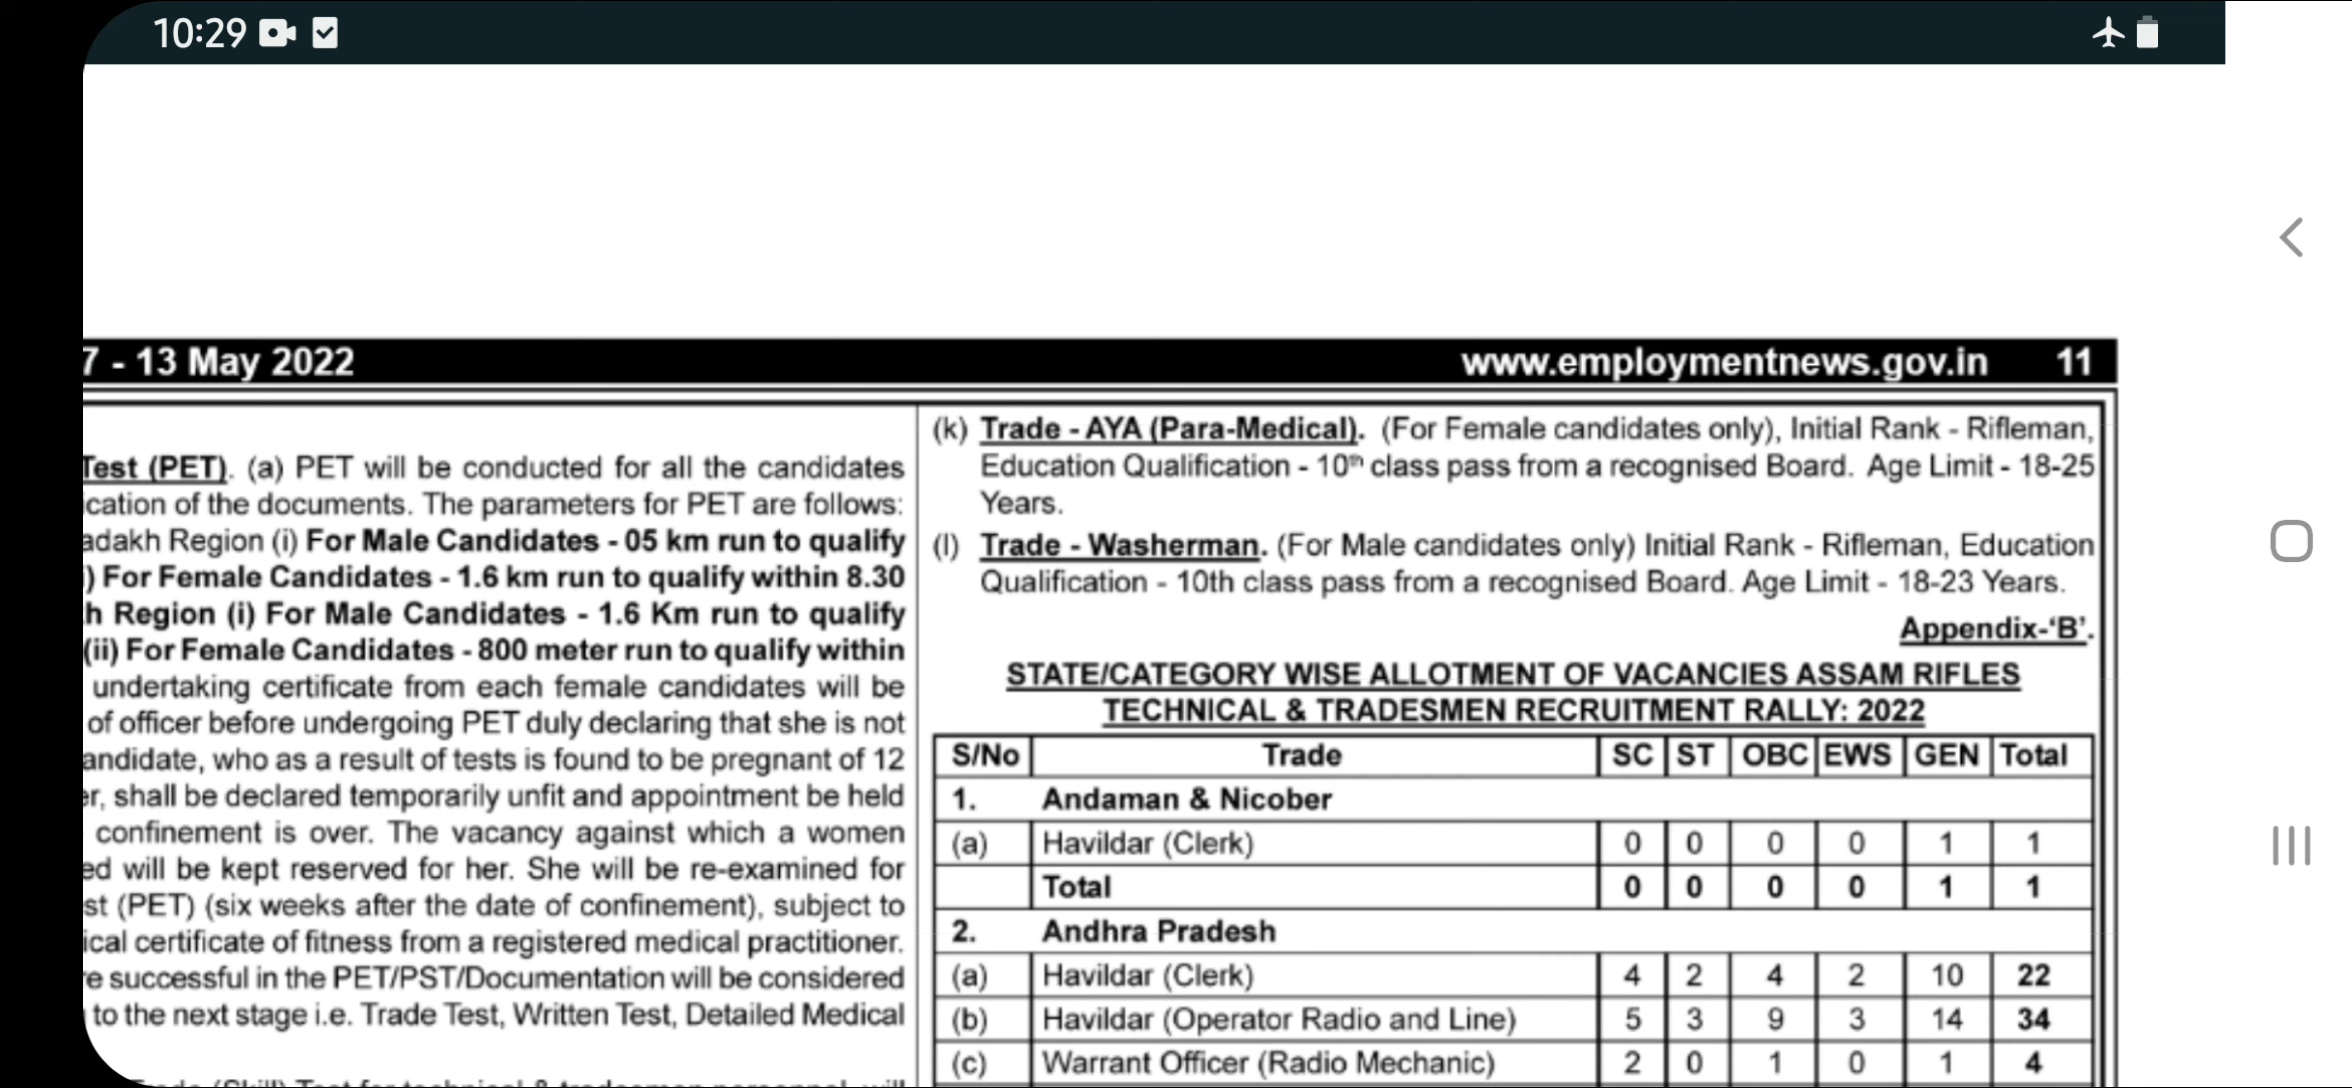 10:29
7 - 13 May 2022 www.employmentnews.gov.in 11
Test (PET). (a) PET will be conducted for all the candidates
ication of the documents. The parameters for PET are follows:
adakh Region (i) For Male Candidates - 05 km run to qualify
i) For Female Candidates - 1.6 km run to qualify within 8.30
h Region (i) For Male Candidates - 1.6 Km run to qualify
(ii) For Female Candidates - 800 meter run to qualify within
undertaking certificate from each female candidates will be
of officer before undergoing PET duly declaring that she is not
andidate, who as a result of tests is found to be pregnant of 12
er, shall be declared temporarily unfit and appointment be held
confinement is over. The vacancy against which a women
ed will be kept reserved for her. She will be re-examined for
st (PET) (six weeks after the date of confinement), subject to
ical certificate of fitness from a registered medical practitioner.
re successful in the PET/PST/Documentation will be considered
to the next stage i.e. Trade Test, Written Test, Detailed Medical
(k) Trade - AYA (Para-Medical). (For Female candidates only), Initial Rank - Rifleman,
Education Qualification - 10th class pass from a recognised Board. Age Limit - 18-25
Years.
(l) Trade - Washerman. (For Male candidates only) Initial Rank - Rifleman, Education
Qualification - 10th class pass from a recognised Board. Age Limit - 18-23 Years.
Appendix-‘B’.
STATE/CATEGORY WISE ALLOTMENT OF VACANCIES ASSAM RIFLES
TECHNICAL & TRADESMEN RECRUITMENT RALLY: 2022
S/No Trade SC ST OBC EWS GEN Total
1. Andaman & Nicober
(a) Havildar (Clerk) 0 0 0 0 1 1
Total 0 0 0 0 1 1
2. Andhra Pradesh
(a) Havildar (Clerk) 4 2 4 2 10 22
(b) Havildar (Operator Radio and Line) 5 3 9 3 14 34
(c) Warrant Officer (Radio Mechanic) 2 0 1 0 1 4